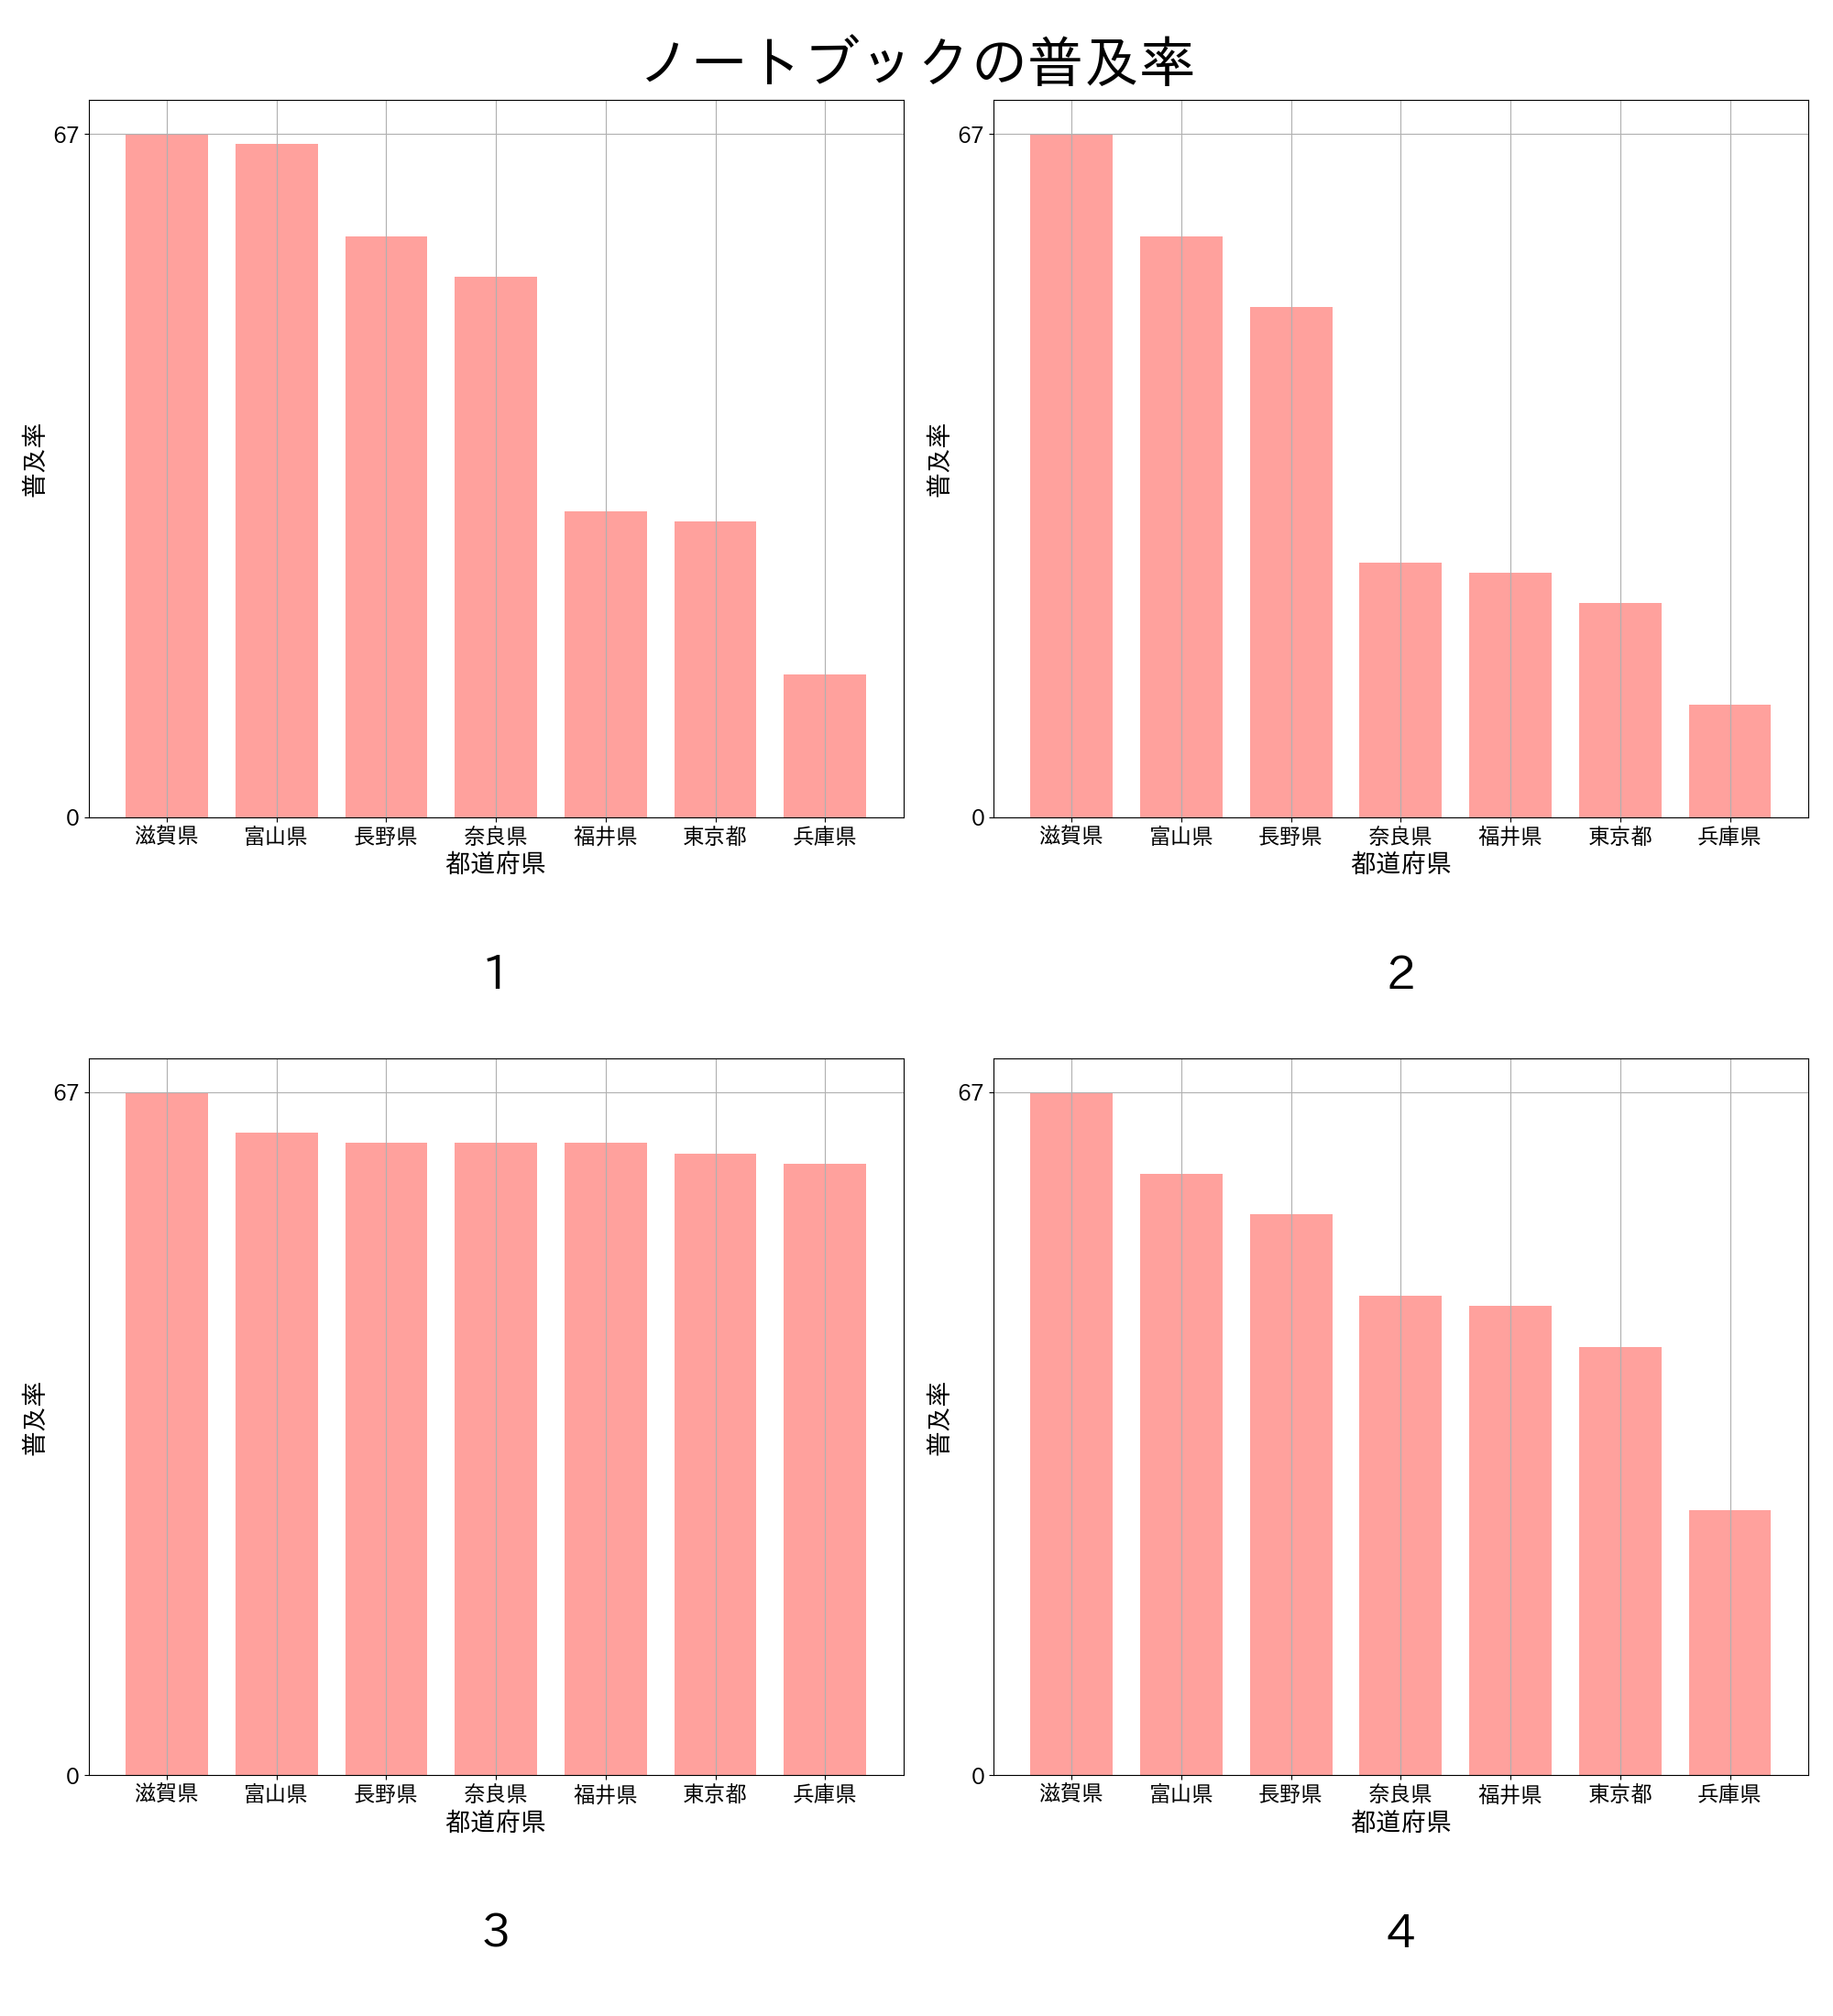 ノートブックの普及率
67
0
普及率
滋賀県 富山県 長野県 奈良県 福井県 東京都 兵庫県
都道府県
1
67
0
普及率
滋賀県 富山県 長野県 奈良県 福井県 東京都 兵庫県
都道府県
2
67
0
普及率
滋賀県 富山県 長野県 奈良県 福井県 東京都 兵庫県
都道府県
3
67
0
普及率
滋賀県 富山県 長野県 奈良県 福井県 東京都 兵庫県
都道府県
4